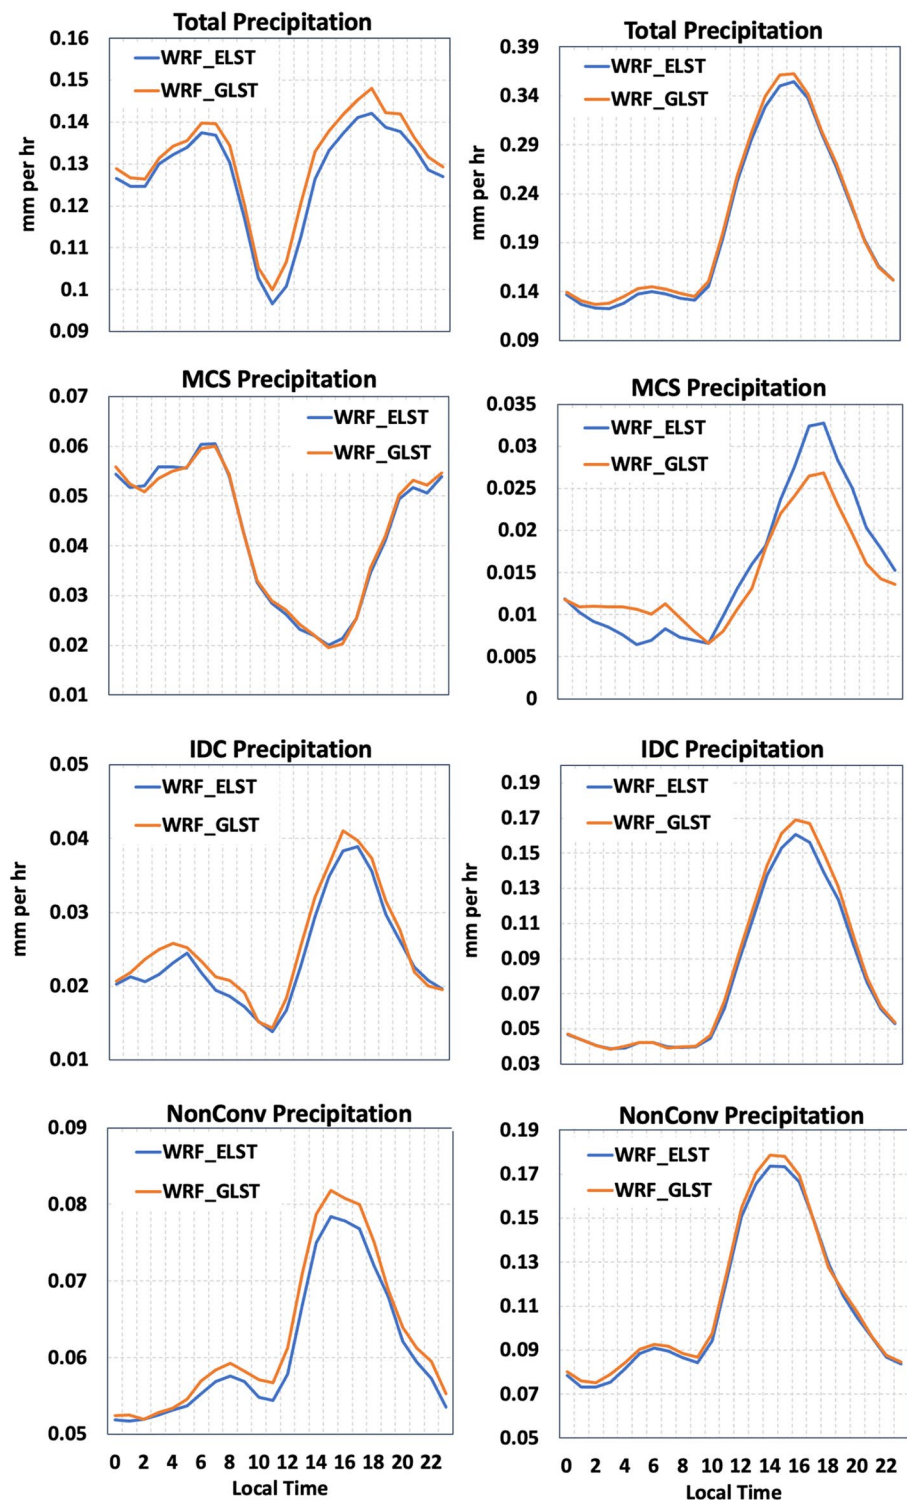 Total Precipitation
0.16
0.15
0.14
0.13
0.12
0.11
0.1
0.09
mm per hr
WRF_ELST
WRF_GLST
Total Precipitation
0.39
0.34
0.29
0.24
0.19
0.14
0.09
mm per hr
WRF_ELST
WRF_GLST
MCS Precipitation
0.07
0.06
0.05
0.04
0.03
0.02
0.01
WRF_ELST
WRF_GLST
MCS Precipitation
0.035
0.03
0.025
0.02
0.015
0.01
0.005
0
WRF_ELST
WRF_GLST
IDC Precipitation
0.05
0.04
0.03
0.02
0.01
mm per hr
WRF_ELST
WRF_GLST
IDC Precipitation
0.19
0.17
0.15
0.13
0.11
0.09
0.07
0.05
0.03
mm per hr
WRF_ELST
WRF_GLST
NonConv Precipitation
0.09
0.08
0.07
0.06
0.05
WRF_ELST
WRF_GLST
0 2 4 6 8 10 12 14 16 18 20 22
Local Time
NonConv Precipitation
0.19
0.17
0.15
0.13
0.11
0.09
0.07
0.05
WRF_ELST
WRF_GLST
0 2 4 6 8 10 12 14 16 18 20 22
Local Time